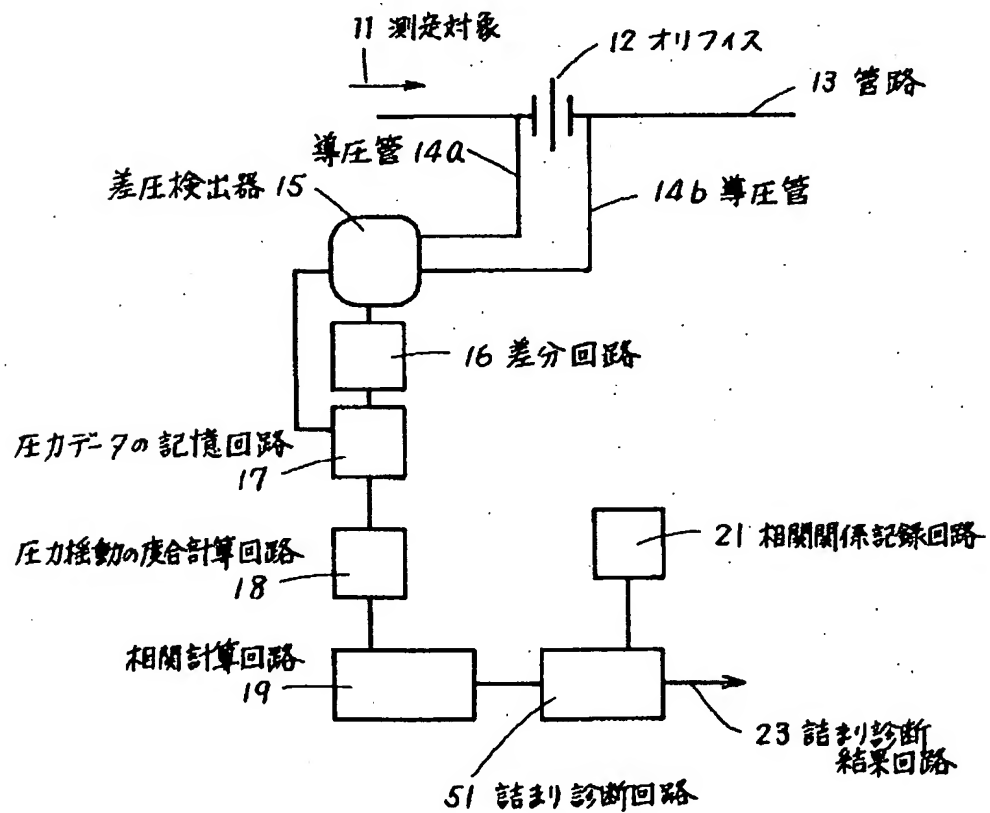 11 測定対象
12 オリフィス
13 管路
導圧管 14a
差圧検出器 15
14b 導圧管
16 差分回路
圧力データの記憶回路
17
圧力揺動の度合計算回路
18
21 相関関係記録回路
相関計算回路
19
23 詰まり診断
結果回路
51 詰まり診断回路